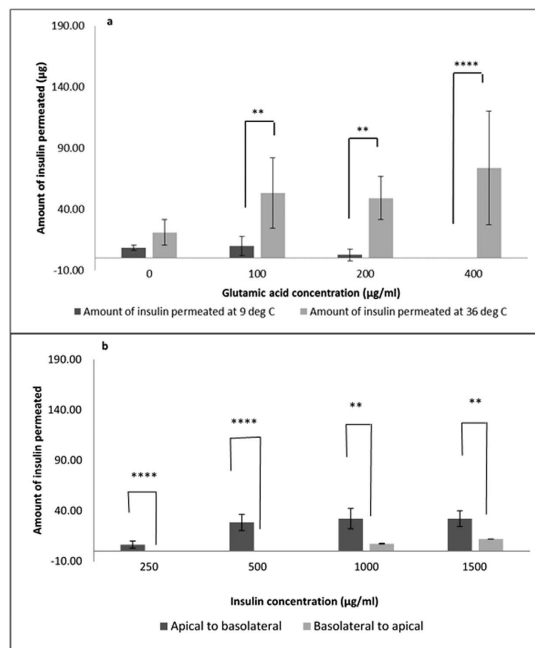 a
190.00
140.00
90.00
40.00
-10.00
Amount of insulin permeated (µg)
**
**
****
0 100 200 400
Glutamic acid concentration (µg/ml)
Amount of insulin permeated at 9 deg C Amount of insulin permeated at 36 deg C
b
190.00
140.00
90.00
40.00
-10.00
Amount of insulin permeated
****
****
**
**
250 500 1000 1500
Insulin concentration (µg/ml)
Apical to basolateral Basolateral to apical